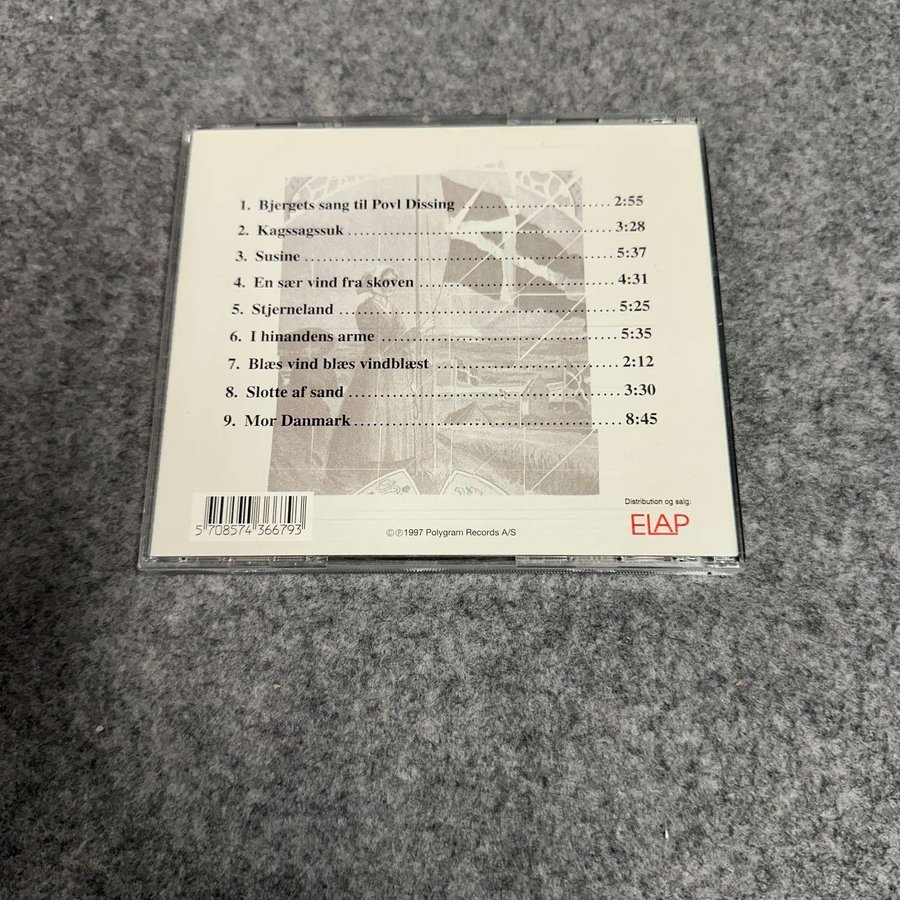 1. Bjergets sang til Povl Dissing ........................ 2:55
2. Kagssagssuk ........................................ 3:28
3. Susine ............................................... 5:37
4. En sær vind fra skoven .............................. 4:31
5. Stjerneland .......................................... 5:25
6. I hinandens arme .................................... 5:35
7. Blæs vind blæs vindblæst ............................ 2:12
8. Slotte af sand ........................................ 3:30
9. Mor Danmark ........................................ 8:45
5 708574 366793
©℗1997 Polygram Records A/S
Distribution og salg:
ELAP